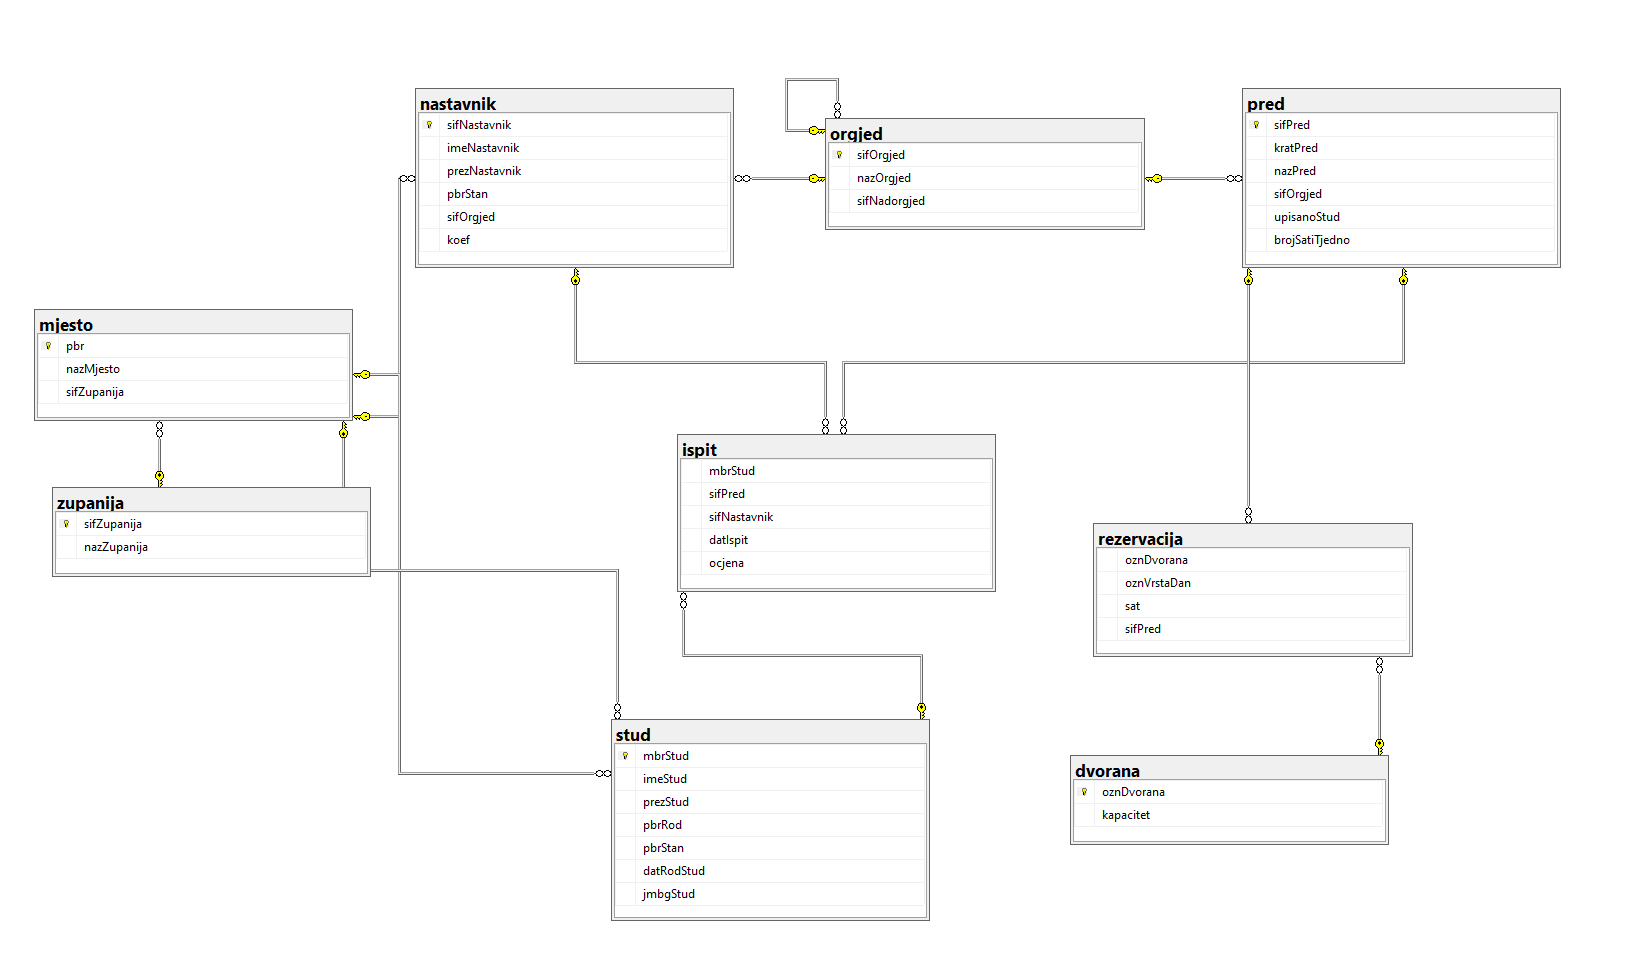 nastavnik
sifNastavnik
imeNastavnik
prezNastavnik
pbrStan
sifOrgjed
koef
orgjed
sifOrgjed
nazOrgjed
sifNadorgjed
pred
sifPred
kratPred
nazPred
sifOrgjed
upisanoStud
brojSatiTjedno
mjesto
pbr
nazMjesto
sifZupanija
zupanija
sifZupanija
nazZupanija
ispit
mbrStud
sifPred
sifNastavnik
datIspit
ocjena
rezervacija
oznDvorana
oznVrstaDan
sat
sifPred
stud
mbrStud
imeStud
prezStud
pbrRod
pbrStan
datRodStud
jmbgStud
dvorana
oznDvorana
kapacitet